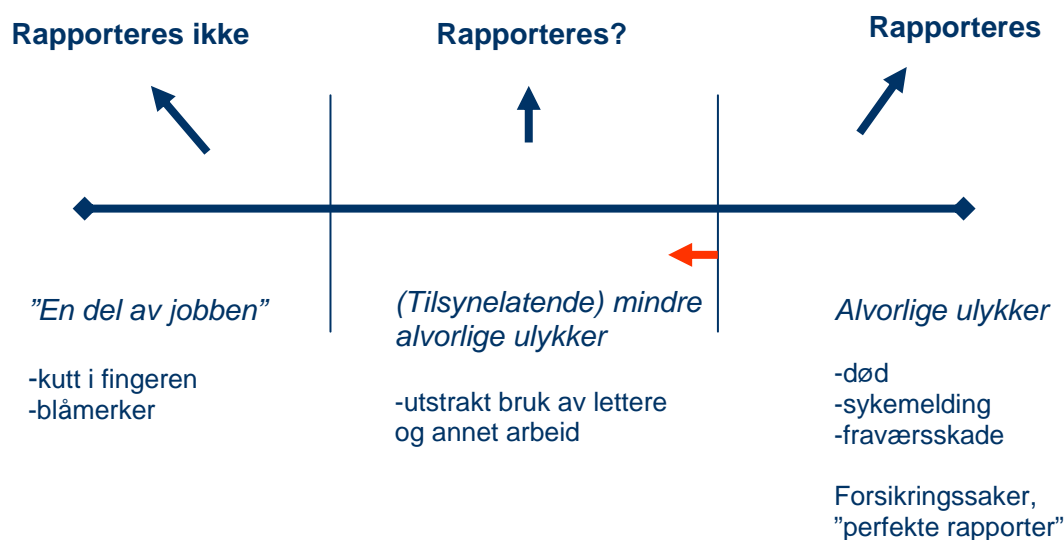 Rapporteres ikke
Rapporteres?
Rapporteres
”En del av jobben”
-kutt i fingeren
-blåmerker
(Tilsynelatende) mindre
alvorlige ulykker
-utstrakt bruk av lettere
og annet arbeid
Alvorlige ulykker
-død
-sykemelding
-fraværsskade
Forsikringssaker,
”perfekte rapporter”